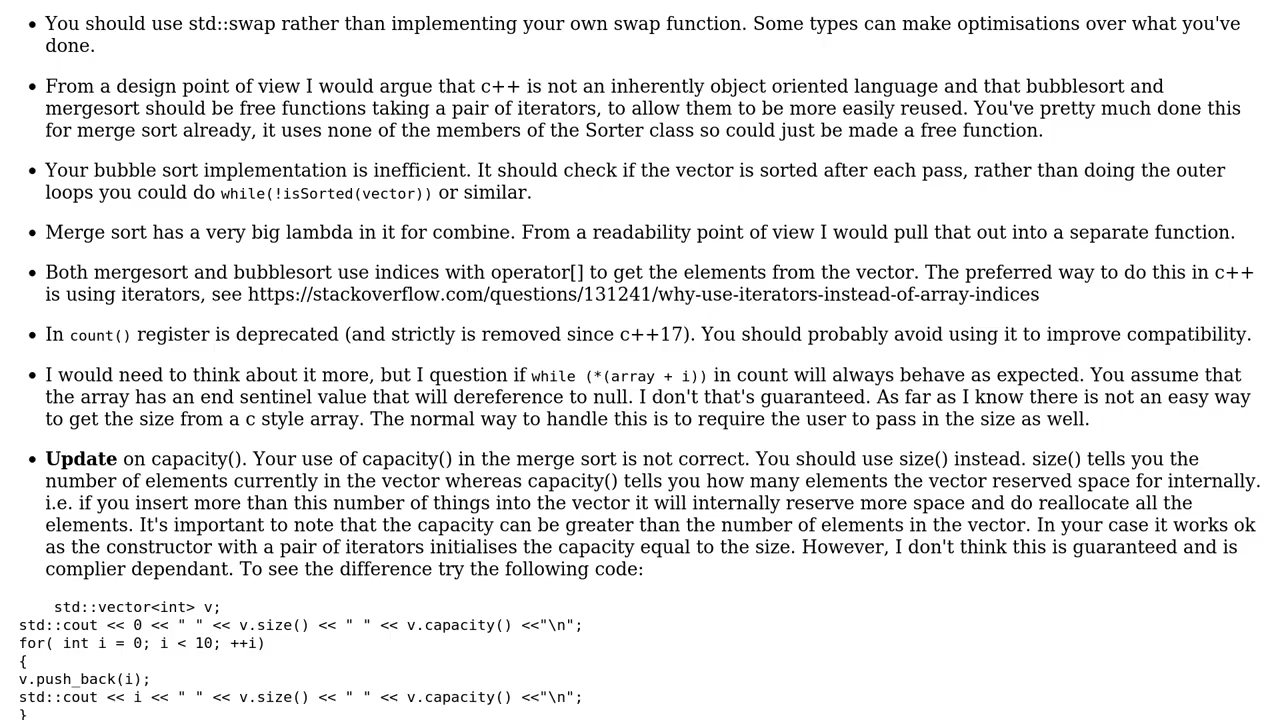 • You should use std::swap rather than implementing your own swap function. Some types can make optimisations over what you've
done.
• From a design point of view I would argue that c++ is not an inherently object oriented language and that bubblesort and
mergesort should be free functions taking a pair of iterators, to allow them to be more easily reused. You've pretty much done this
for merge sort already, it uses none of the members of the Sorter class so could just be made a free function.
• Your bubble sort implementation is inefficient. It should check if the vector is sorted after each pass, rather than doing the outer
loops you could do while(!isSorted(vector)) or similar.
• Merge sort has a very big lambda in it for combine. From a readability point of view I would pull that out into a separate function.
• Both mergesort and bubblesort use indices with operator[] to get the elements from the vector. The preferred way to do this in c++
is using iterators, see https://stackoverflow.com/questions/131241/why-use-iterators-instead-of-array-indices
• In count() register is deprecated (and strictly is removed since c++17). You should probably avoid using it to improve compatibility.
• I would need to think about it more, but I question if while (*(array + i)) in count will always behave as expected. You assume that
the array has an end sentinel value that will dereference to null. I don't that's guaranteed. As far as I know there is not an easy way
to get the size from a c style array. The normal way to handle this is to require the user to pass in the size as well.
• Update on capacity(). Your use of capacity() in the merge sort is not correct. You should use size() instead. size() tells you the
number of elements currently in the vector whereas capacity() tells you how many elements the vector reserved space for internally.
i.e. if you insert more than this number of things into the vector it will internally reserve more space and do reallocate all the
elements. It's important to note that the capacity can be greater than the number of elements in the vector. In your case it works ok
as the constructor with a pair of iterators initialises the capacity equal to the size. However, I don't think this is guaranteed and is
complier dependant. To see the difference try the following code:
    std::vector<int> v;
std::cout << 0 << " " << v.size() << " " << v.capacity() <<"\n";
for( int i = 0; i < 10; ++i)
{
v.push_back(i);
std::cout << i << " " << v.size() << " " << v.capacity() <<"\n";
}